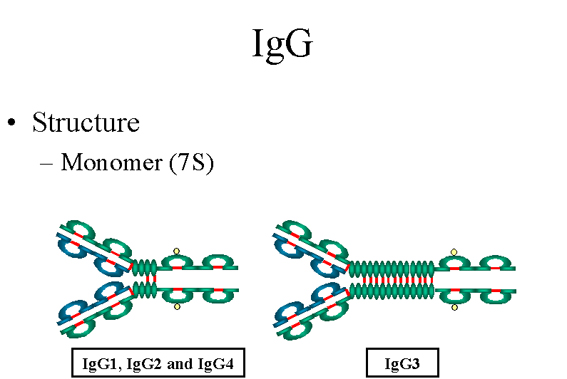 IgG
• Structure
– Monomer (7S)
IgG1, IgG2 and IgG4
IgG3